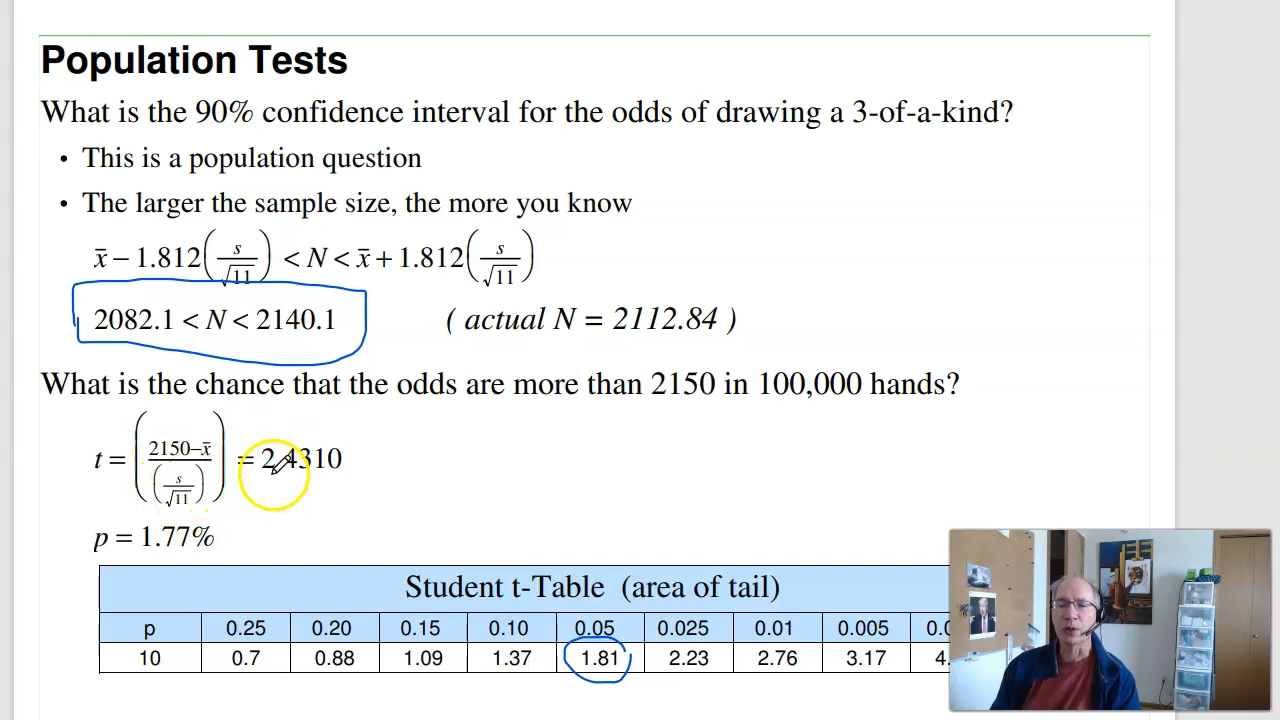 Population Tests
What is the 90% confidence interval for the odds of drawing a 3-of-a-kind?
• This is a population question
• The larger the sample size, the more you know
x̄ − 1.812(s/√11) < N < x̄ + 1.812(s/√11)
2082.1 < N < 2140.1 ( actual N = 2112.84 )
What is the chance that the odds are more than 2150 in 100,000 hands?
t = ((2150−x̄)/(s/√11)) = 2.4310
p = 1.77%
Student t-Table (area of tail)
p 0.25 0.20 0.15 0.10 0.05 0.025 0.01 0.005
10 0.7 0.88 1.09 1.37 1.81 2.23 2.76 3.17